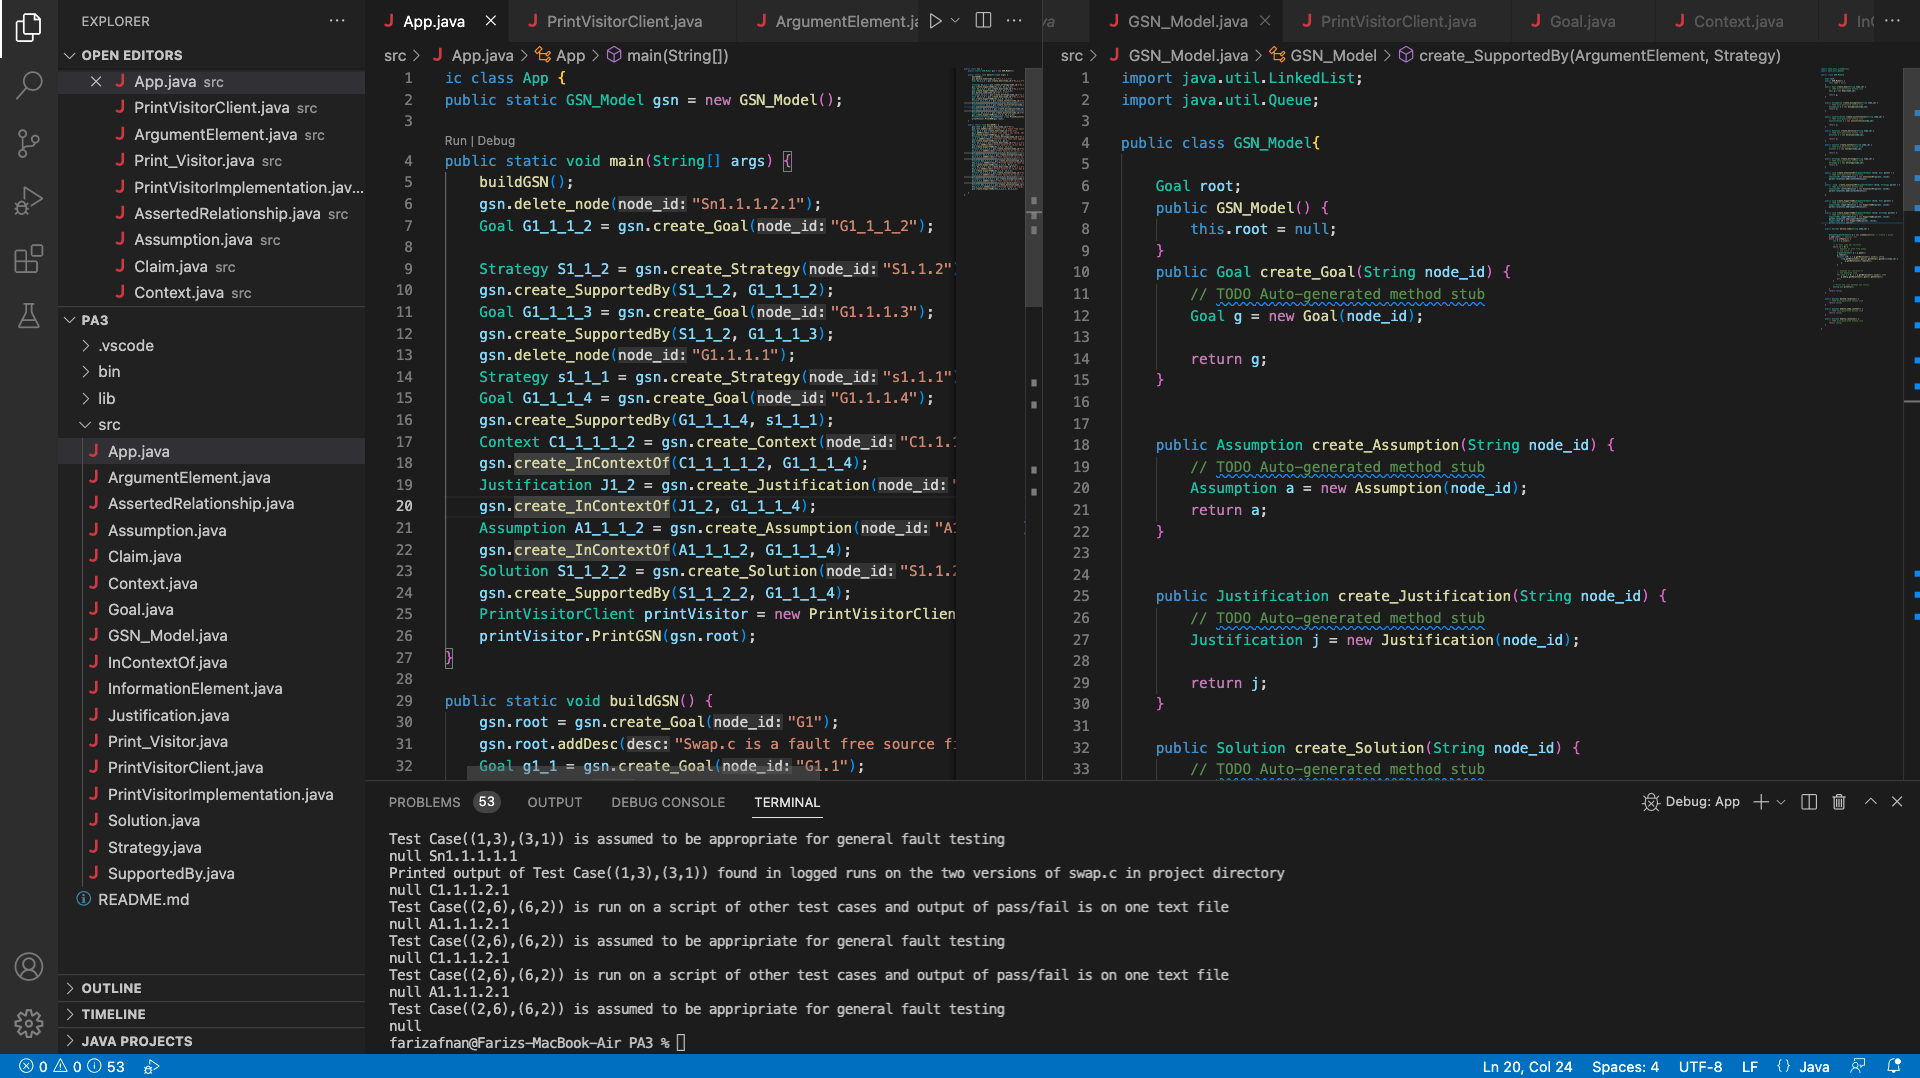 EXPLORER
OPEN EDITORS
App.java src
PrintVisitorClient.java src
ArgumentElement.java src
Print_Visitor.java src
PrintVisitorImplementation.jav...
AssertedRelationship.java src
Assumption.java src
Claim.java src
Context.java src
PA3
.vscode
bin
lib
src
App.java
ArgumentElement.java
AssertedRelationship.java
Assumption.java
Claim.java
Context.java
Goal.java
GSN_Model.java
InContextOf.java
InformationElement.java
Justification.java
Print_Visitor.java
PrintVisitorClient.java
PrintVisitorImplementation.java
Solution.java
Strategy.java
SupportedBy.java
README.md
OUTLINE
TIMELINE
JAVA PROJECTS
App.java PrintVisitorClient.java ArgumentElement.ja
src > App.java > App > main(String[])
1 ic class App {
2 public static GSN_Model gsn = new GSN_Model();
3
Run | Debug
4 public static void main(String[] args) {
5 buildGSN();
6 gsn.delete_node(node_id: "Sn1.1.1.2.1");
7 Goal G1_1_1_2 = gsn.create_Goal(node_id: "G1_1_1_2");
8
9 Strategy S1_1_2 = gsn.create_Strategy(node_id: "S1.1.2"
10 gsn.create_SupportedBy(S1_1_2, G1_1_1_2);
11 Goal G1_1_1_3 = gsn.create_Goal(node_id: "G1.1.1.3");
12 gsn.create_SupportedBy(S1_1_2, G1_1_1_3);
13 gsn.delete_node(node_id: "G1.1.1.1");
14 Strategy s1_1_1 = gsn.create_Strategy(node_id: "s1.1.1"
15 Goal G1_1_1_4 = gsn.create_Goal(node_id: "G1.1.1.4");
16 gsn.create_SupportedBy(G1_1_1_4, s1_1_1);
17 Context C1_1_1_1_2 = gsn.create_Context(node_id: "C1.1.1
18 gsn.create_InContextOf(C1_1_1_1_2, G1_1_1_4);
19 Justification J1_2 = gsn.create_Justification(node_id: "
20 gsn.create_InContextOf(J1_2, G1_1_1_4);
21 Assumption A1_1_1_2 = gsn.create_Assumption(node_id: "A1
22 gsn.create_InContextOf(A1_1_1_2, G1_1_1_4);
23 Solution S1_1_2_2 = gsn.create_Solution(node_id: "S1.1.2
24 gsn.create_SupportedBy(S1_1_2_2, G1_1_1_4);
25 PrintVisitorClient printVisitor = new PrintVisitorClien
26 printVisitor.PrintGSN(gsn.root);
27 }
28
29 public static void buildGSN() {
30 gsn.root = gsn.create_Goal(node_id: "G1");
31 gsn.root.addDesc(desc: "Swap.c is a fault free source fi
32 Goal g1_1 = gsn.create_Goal(node_id: "G1.1");
va GSN_Model.java PrintVisitorClient.java Goal.java Context.java InC
src > GSN_Model.java > GSN_Model > create_SupportedBy(ArgumentElement, Strategy)
1 import java.util.LinkedList;
2 import java.util.Queue;
3
4 public class GSN_Model{
5
6 Goal root;
7 public GSN_Model() {
8 this.root = null;
9 }
10 public Goal create_Goal(String node_id) {
11 // TODO Auto-generated method stub
12 Goal g = new Goal(node_id);
13
14 return g;
15 }
16
17
18 public Assumption create_Assumption(String node_id) {
19 // TODO Auto-generated method stub
20 Assumption a = new Assumption(node_id);
21 return a;
22 }
23
24
25 public Justification create_Justification(String node_id) {
26 // TODO Auto-generated method stub
27 Justification j = new Justification(node_id);
28
29 return j;
30 }
31
32 public Solution create_Solution(String node_id) {
33 // TODO Auto-generated method stub
PROBLEMS 53 OUTPUT DEBUG CONSOLE TERMINAL
Debug: App
Test Case((1,3),(3,1)) is assumed to be appropriate for general fault testing
null Sn1.1.1.1.1
Printed output of Test Case((1,3),(3,1)) found in logged runs on the two versions of swap.c in project directory
null C1.1.1.2.1
Test Case((2,6),(6,2)) is run on a script of other test cases and output of pass/fail is on one text file
null A1.1.1.2.1
Test Case((2,6),(6,2)) is assumed to be appripriate for general fault testing
null C1.1.1.2.1
Test Case((2,6),(6,2)) is run on a script of other test cases and output of pass/fail is on one text file
null A1.1.1.2.1
Test Case((2,6),(6,2)) is assumed to be appripriate for general fault testing
null
farizafnan@Farizs-MacBook-Air PA3 %
0 0 53
Ln 20, Col 24 Spaces: 4 UTF-8 LF {} Java